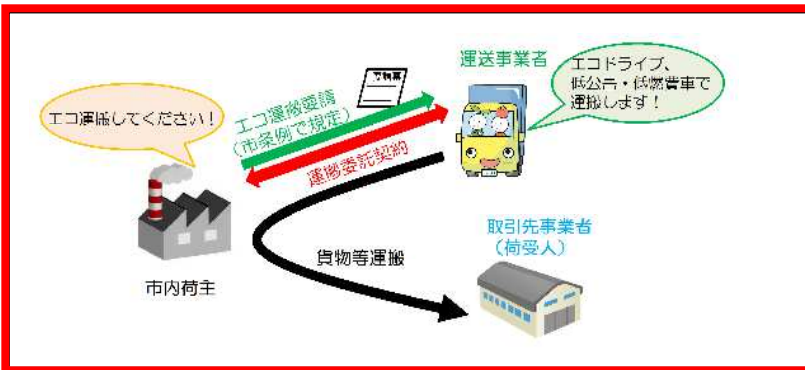 エコ運搬してください！
エコ運搬要請
（市条例で規定）
運搬委託契約
運送事業者
エコドライブ、
低公害・低燃費車で
運搬します！
市内荷主
貨物等運搬
取引先事業者
（荷受人）